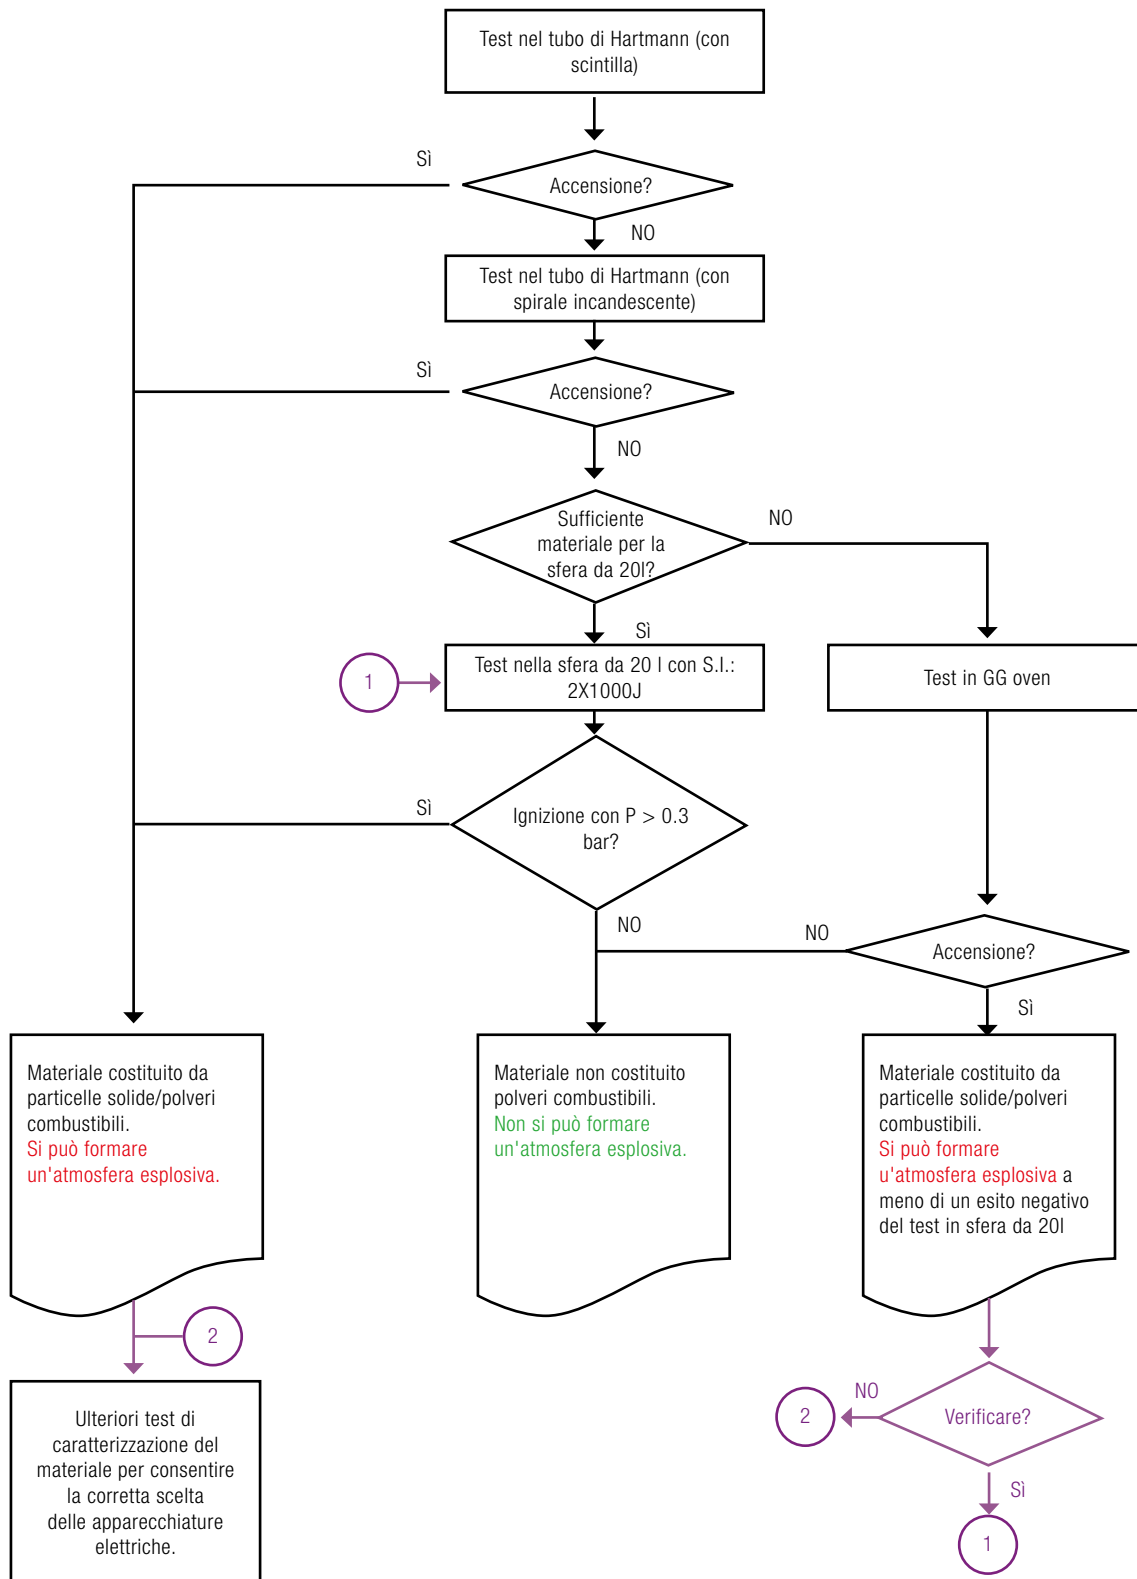 Test nel tubo di Hartmann (con
scintilla)
Sì
Accensione?
NO
Test nel tubo di Hartmann (con
spirale incandescente)
Sì
Accensione?
NO
Sufficiente
materiale per la
sfera da 20l?
NO
Sì
1
Test nella sfera da 20 l con S.I.:
2X1000J
Test in GG oven
Sì
Ignizione con P > 0.3
bar?
NO
NO
Accensione?
Sì
Materiale costituito da
particelle solide/polveri
combustibili.
Si può formare
un'atmosfera esplosiva.
Materiale non costituito
polveri combustibili.
Non si può formare
un'atmosfera esplosiva.
Materiale costituito da
particelle solide/polveri
combustibili.
Si può formare
u'atmosfera esplosiva a
meno di un esito negativo
del test in sfera da 20l
2
Ulteriori test di
caratterizzazione del
materiale per consentire
la corretta scelta
delle apparecchiature
elettriche.
2
NO
Verificare?
Sì
1